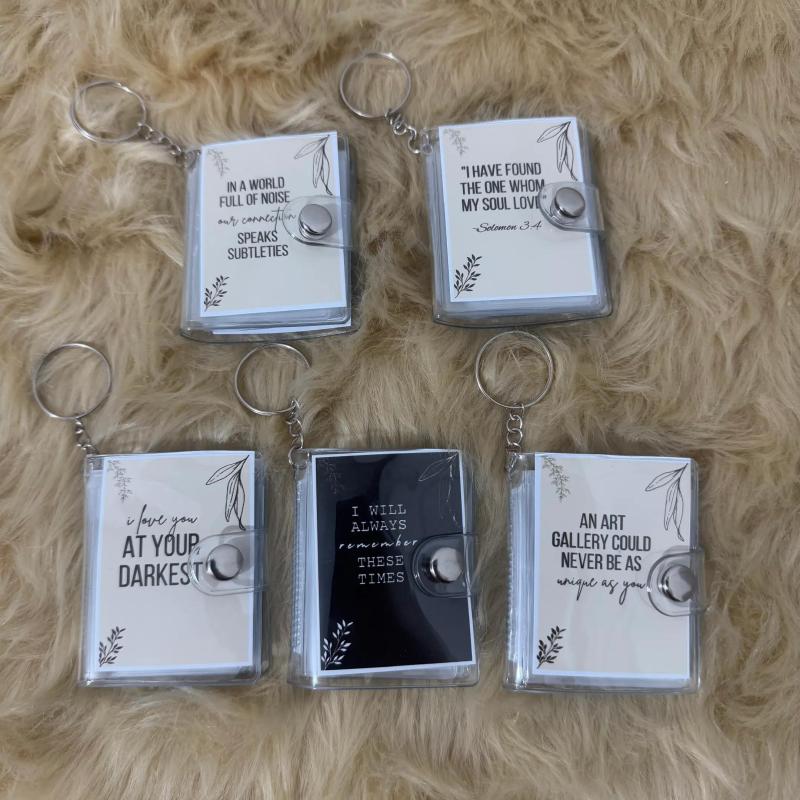 IN A WORLD
FULL OF NOISE
our connection
SPEAKS
SUBTLETIES
"I HAVE FOUND
THE ONE WHOM
MY SOUL LOVE
-Solomon 3:4
i love you
AT YOUR
DARKEST
I WILL
ALWAYS
remember
THESE
TIMES
AN ART
GALLERY COULD
NEVER BE AS
unique as you